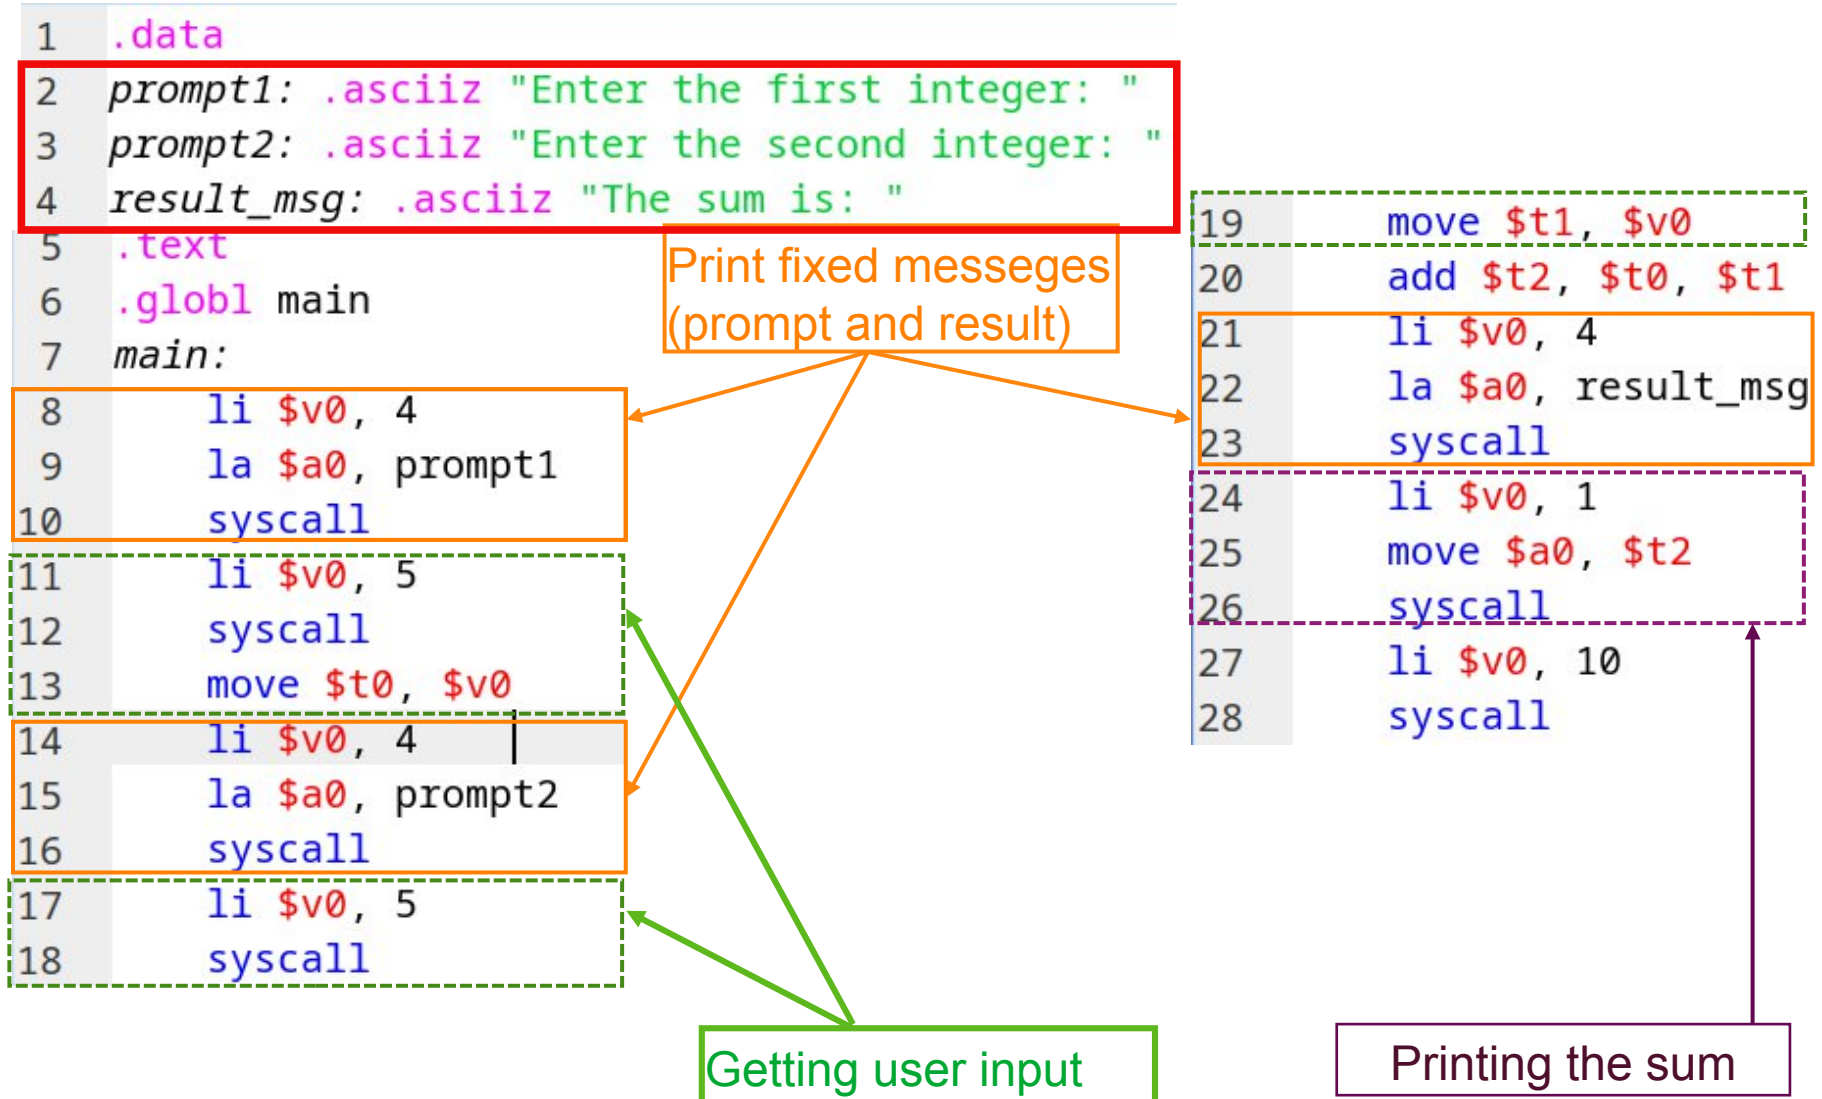 1 .data
2 prompt1: .asciiz "Enter the first integer: "
3 prompt2: .asciiz "Enter the second integer: "
4 result_msg: .asciiz "The sum is: "
5 .text
6 .globl main
7 main:
8 li $v0, 4
9 la $a0, prompt1
10 syscall
11 li $v0, 5
12 syscall
13 move $t0, $v0
14 li $v0, 4
15 la $a0, prompt2
16 syscall
17 li $v0, 5
18 syscall
Print fixed messeges
(prompt and result)
19 move $t1, $v0
20 add $t2, $t0, $t1
21 li $v0, 4
22 la $a0, result_msg
23 syscall
24 li $v0, 1
25 move $a0, $t2
26 syscall
27 li $v0, 10
28 syscall
Getting user input
Printing the sum